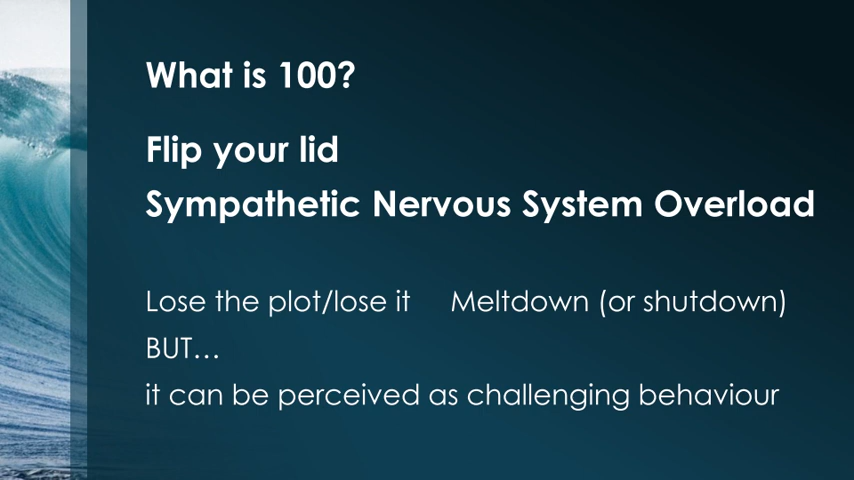 What is 100?
Flip your lid
Sympathetic Nervous System Overload
Lose the plot/lose it Meltdown (or shutdown)
BUT…
it can be perceived as challenging behaviour